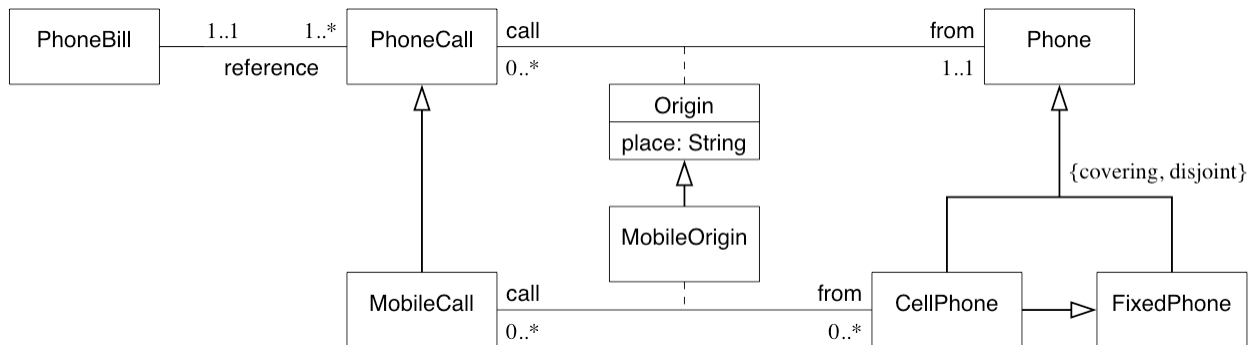 PhoneBill
1..1
1..*
reference
PhoneCall
call
0..*
from
1..1
Phone
Origin
place: String
{covering, disjoint}
MobileOrigin
MobileCall
call
0..*
from
0..*
CellPhone
FixedPhone